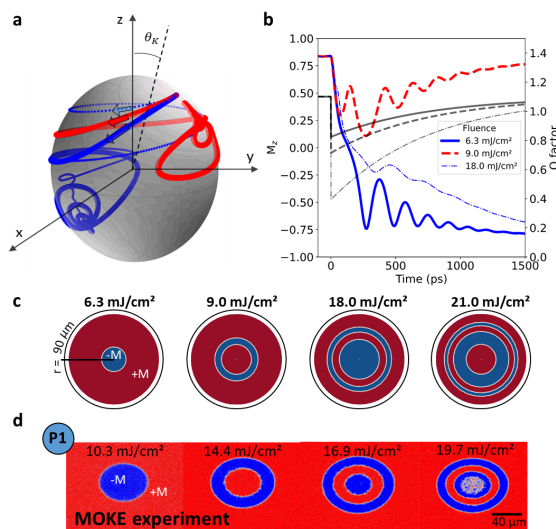 a
z
θK
y
x
b
1.00
0.75
0.50
0.25
0.00
−0.25
−0.50
−0.75
−1.00
Mz
1.4
1.2
1.0
0.8
0.6
0.4
0.2
0.0
Q factor
Fluence
6.3 mJ/cm²
9.0 mJ/cm²
18.0 mJ/cm²
0 500 1000 1500
Time (ps)
c
6.3 mJ/cm² 9.0 mJ/cm² 18.0 mJ/cm² 21.0 mJ/cm²
r = 90 μm
-M
+M
d
P1
10.3 mJ/cm² 14.4 mJ/cm² 16.9 mJ/cm² 19.7 mJ/cm²
-M
+M
MOKE experiment
40 μm